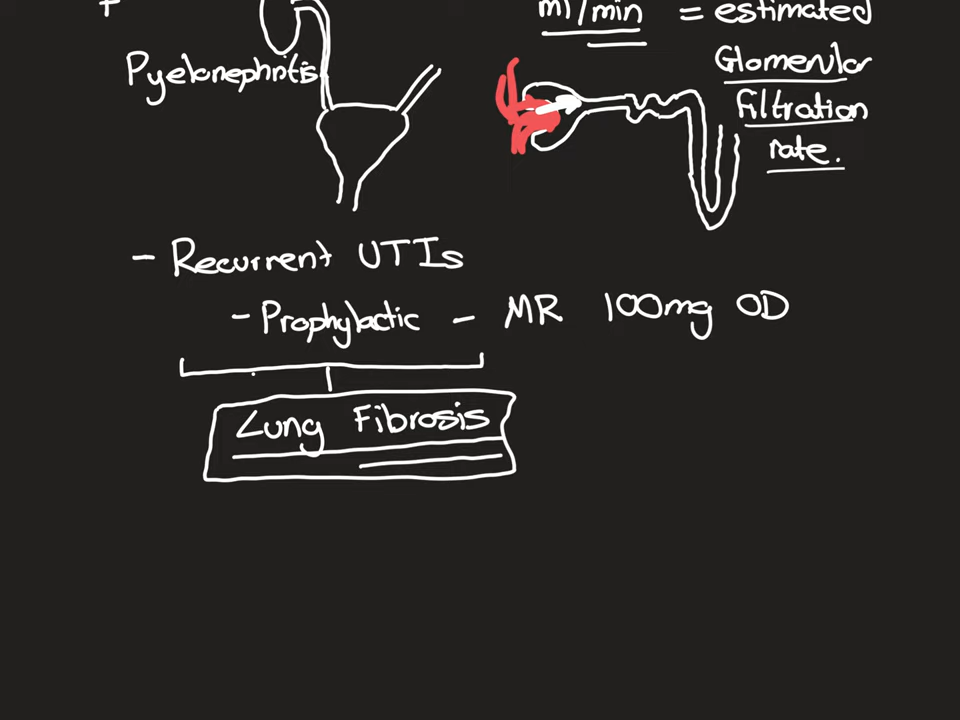 ml/min = estimated
Glomerular
Filtration
rate.
Pyelonephritis
- Recurrent UTIs
- Prophylactic - MR 100mg OD
Lung Fibrosis